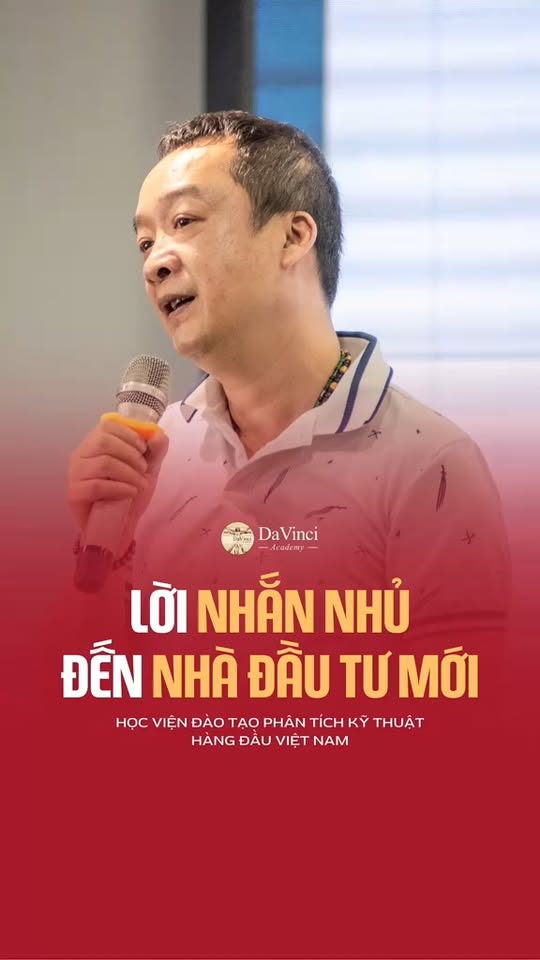 DaVinci
Academy
LỜI NHẮN NHỦ
ĐẾN NHÀ ĐẦU TƯ MỚI
HỌC VIỆN ĐÀO TẠO PHÂN TÍCH KỸ THUẬT
HÀNG ĐẦU VIỆT NAM